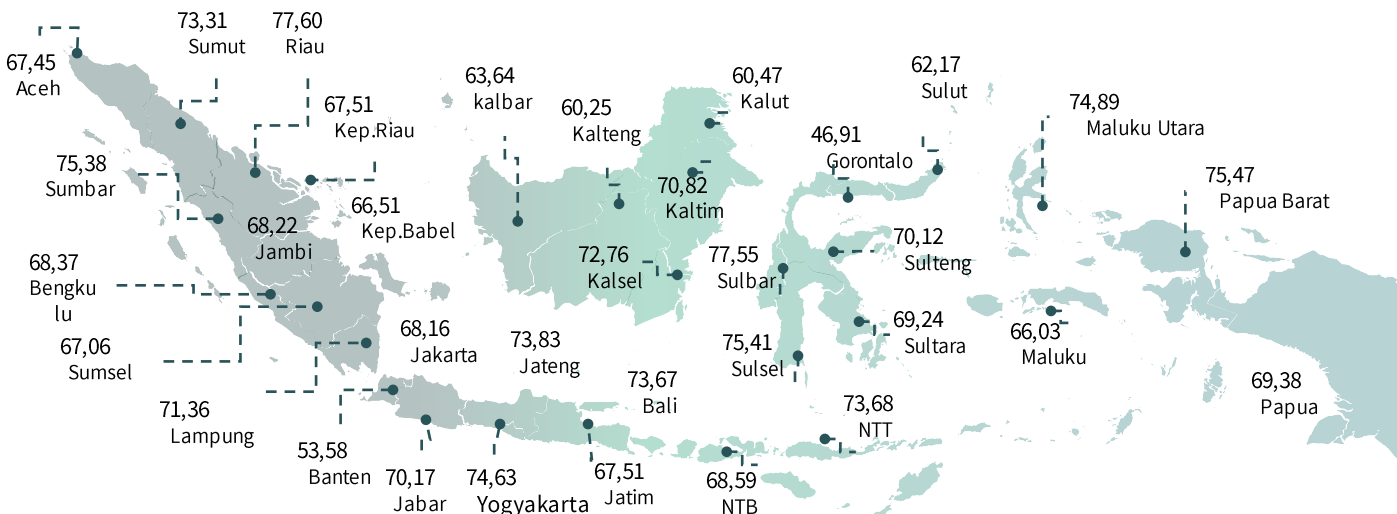 67,45
Aceh
73,31
Sumut
77,60
Riau
67,51
Kep.Riau
75,38
Sumbar
66,51
Kep.Babel
68,22
Jambi
68,37
Bengku
lu
67,06
Sumsel
71,36
Lampung
68,16
Jakarta
53,58
Banten
70,17
Jabar
73,83
Jateng
74,63
Yogyakarta
67,51
Jatim
73,67
Bali
68,59
NTB
73,68
NTT
63,64
kalbar
60,25
Kalteng
60,47
Kalut
70,82
Kaltim
72,76
Kalsel
62,17
Sulut
46,91
Gorontalo
77,55
Sulbar
70,12
Sulteng
75,41
Sulsel
69,24
Sultara
74,89
Maluku Utara
66,03
Maluku
75,47
Papua Barat
69,38
Papua